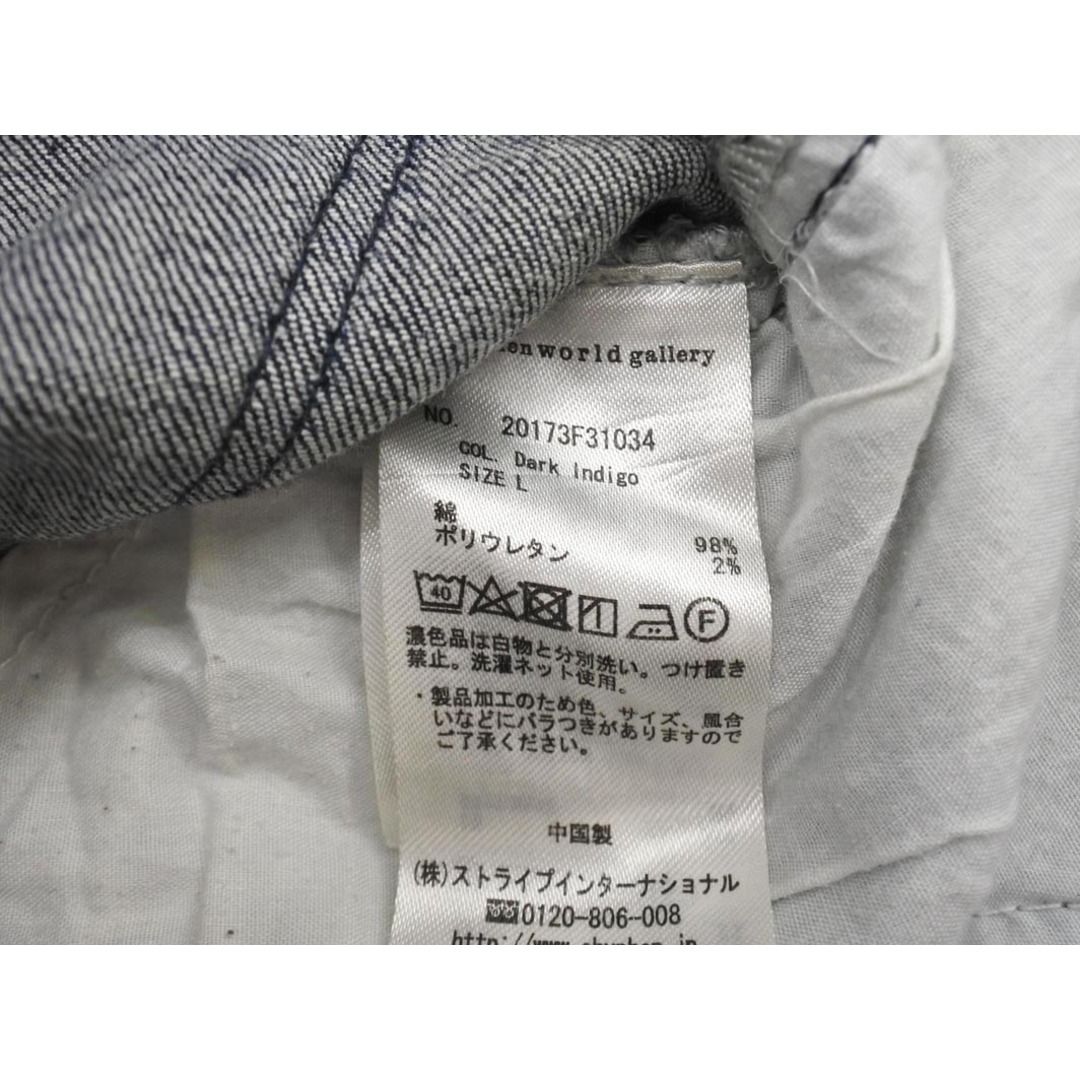 world gallery
NO. 20173F31034
COL. Dark Indigo
SIZE L
綿 98%
ポリウレタン 2%
40 F
濃色品は白物と分別洗い。つけ置き
禁止。洗濯ネット使用。
・製品加工のため色、サイズ、風合
いなどにバラつきがありますので
ご了承ください。
中国製
(株)ストライプインターナショナル
0120-806-008